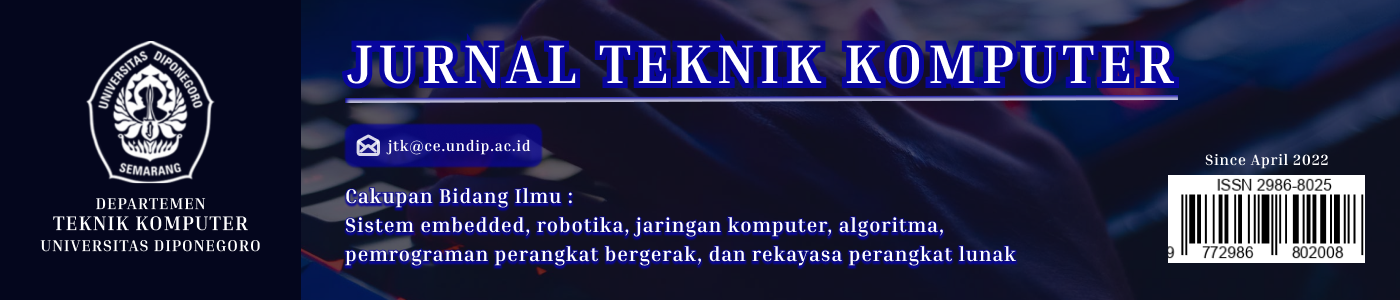 UNIVERSITAS DIPONEGORO
SEMARANG
DEPARTEMEN
TEKNIK KOMPUTER
UNIVERSITAS DIPONEGORO
JURNAL TEKNIK KOMPUTER
jtk@ce.undip.ac.id
Cakupan Bidang Ilmu :
Sistem embedded, robotika, jaringan komputer, algoritma,
pemrograman perangkat bergerak, dan rekayasa perangkat lunak
Since April 2022
ISSN 2986-8025
9 772986 802008